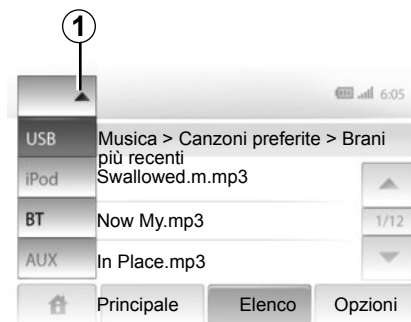 1
6:05
USB
Musica > Canzoni preferite > Brani
più recenti
iPod
Swallowed.m.mp3
BT
Now My.mp3
1/12
AUX
In Place.mp3
Principale
Elenco
Opzioni